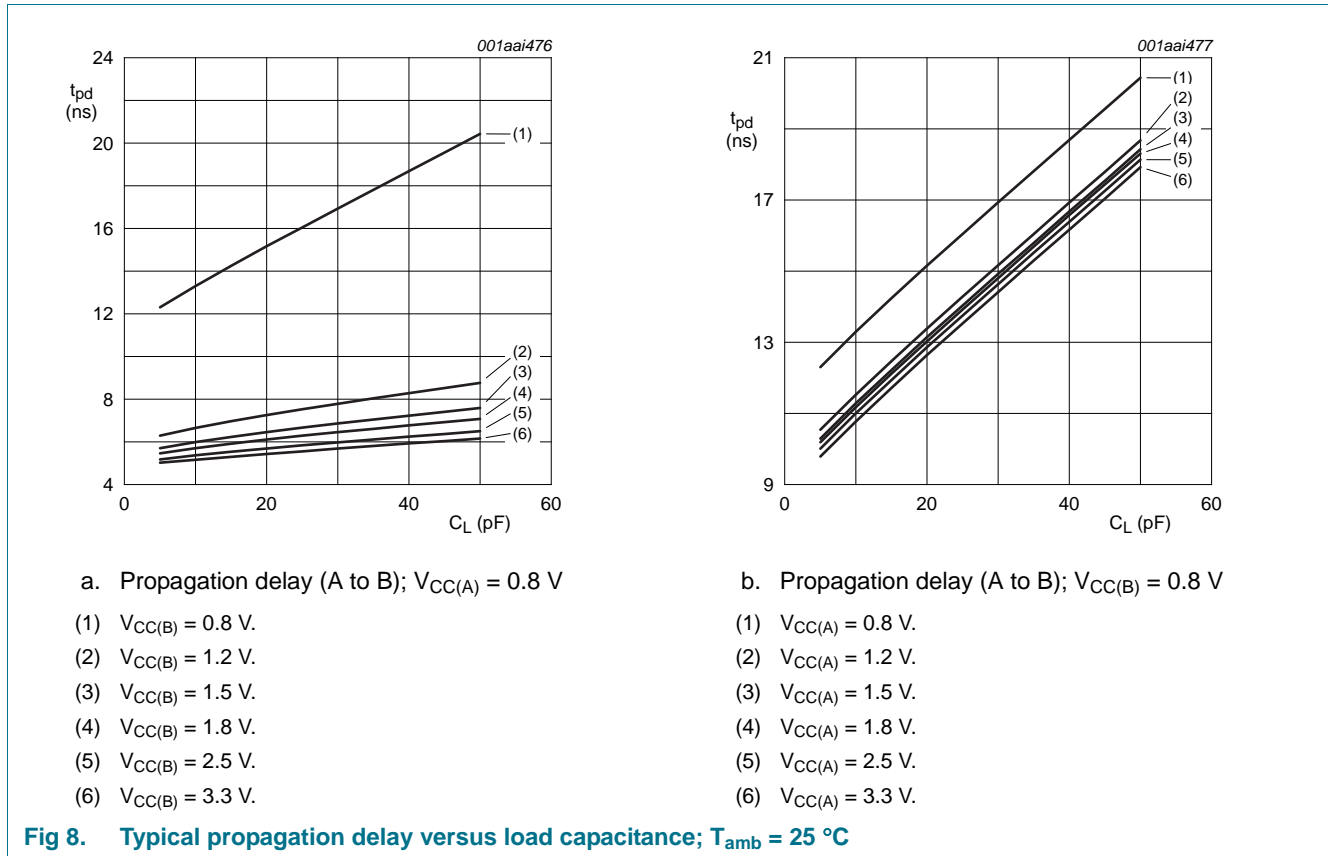 001aai476
24
t_pd
(ns)
20
16
12
8
4
(1)
(2)
(3)
(4)
(5)
(6)
0
20
40
60
C_L (pF)
a. Propagation delay (A to B); V_CC(A) = 0.8 V
(1) V_CC(B) = 0.8 V.
(2) V_CC(B) = 1.2 V.
(3) V_CC(B) = 1.5 V.
(4) V_CC(B) = 1.8 V.
(5) V_CC(B) = 2.5 V.
(6) V_CC(B) = 3.3 V.
001aai477
21
t_pd
(ns)
17
13
9
(1)
(2)
(3)
(4)
(5)
(6)
0
20
40
60
C_L (pF)
b. Propagation delay (A to B); V_CC(B) = 0.8 V
(1) V_CC(A) = 0.8 V.
(2) V_CC(A) = 1.2 V.
(3) V_CC(A) = 1.5 V.
(4) V_CC(A) = 1.8 V.
(5) V_CC(A) = 2.5 V.
(6) V_CC(A) = 3.3 V.
Fig 8. Typical propagation delay versus load capacitance; T_amb = 25 °C